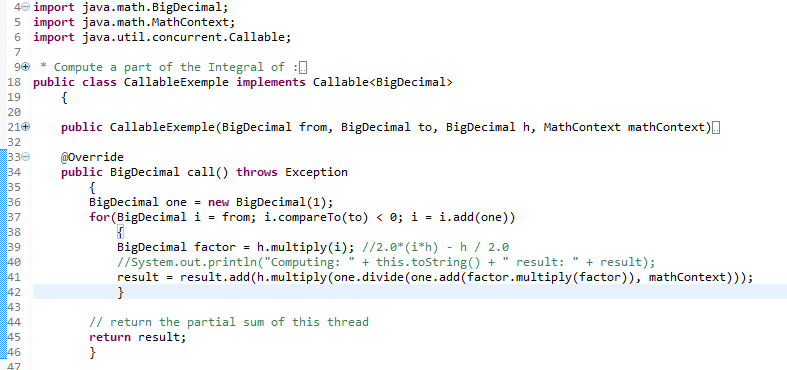 4 import java.math.BigDecimal;
5 import java.math.MathContext;
6 import java.util.concurrent.Callable;
7
9 * Compute a part of the Integral of :
18 public class CallableExemple implements Callable<BigDecimal>
19 {
20
21 public CallableExemple(BigDecimal from, BigDecimal to, BigDecimal h, MathContext mathContext)
32
33 @Override
34 public BigDecimal call() throws Exception
35 {
36 BigDecimal one = new BigDecimal(1);
37 for(BigDecimal i = from; i.compareTo(to) < 0; i = i.add(one))
38 {
39 BigDecimal factor = h.multiply(i); //2.0*(i*h) - h / 2.0
40 //System.out.println("Computing: " + this.toString() + " result: " + result);
41 result = result.add(h.multiply(one.divide(one.add(factor.multiply(factor)), mathContext)));
42 }
43
44 // return the partial sum of this thread
45 return result;
46 }
47